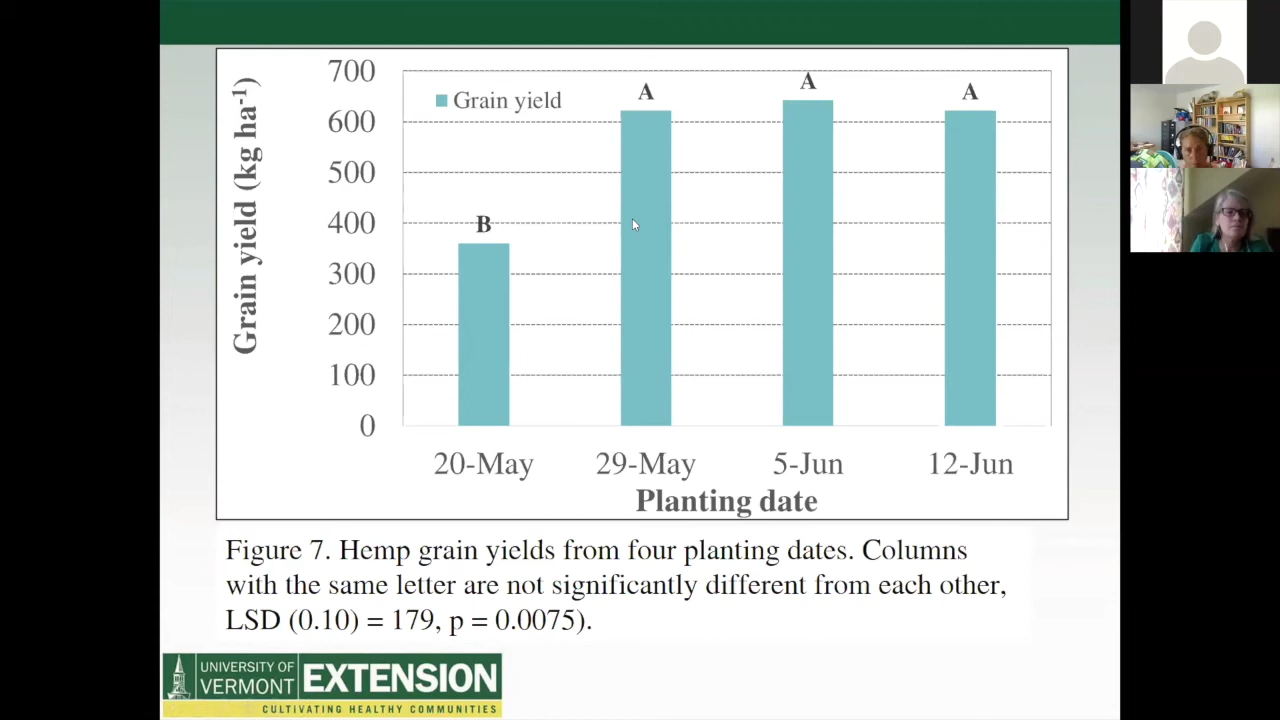 700
600
500
400
300
200
100
0
Grain yield (kg ha-1)
Grain yield
B
A
A
A
20-May
29-May
5-Jun
12-Jun
Planting date
Figure 7. Hemp grain yields from four planting dates. Columns
with the same letter are not significantly different from each other,
LSD (0.10) = 179, p = 0.0075).
UNIVERSITY OF
VERMONT
EXTENSION
CULTIVATING HEALTHY COMMUNITIES